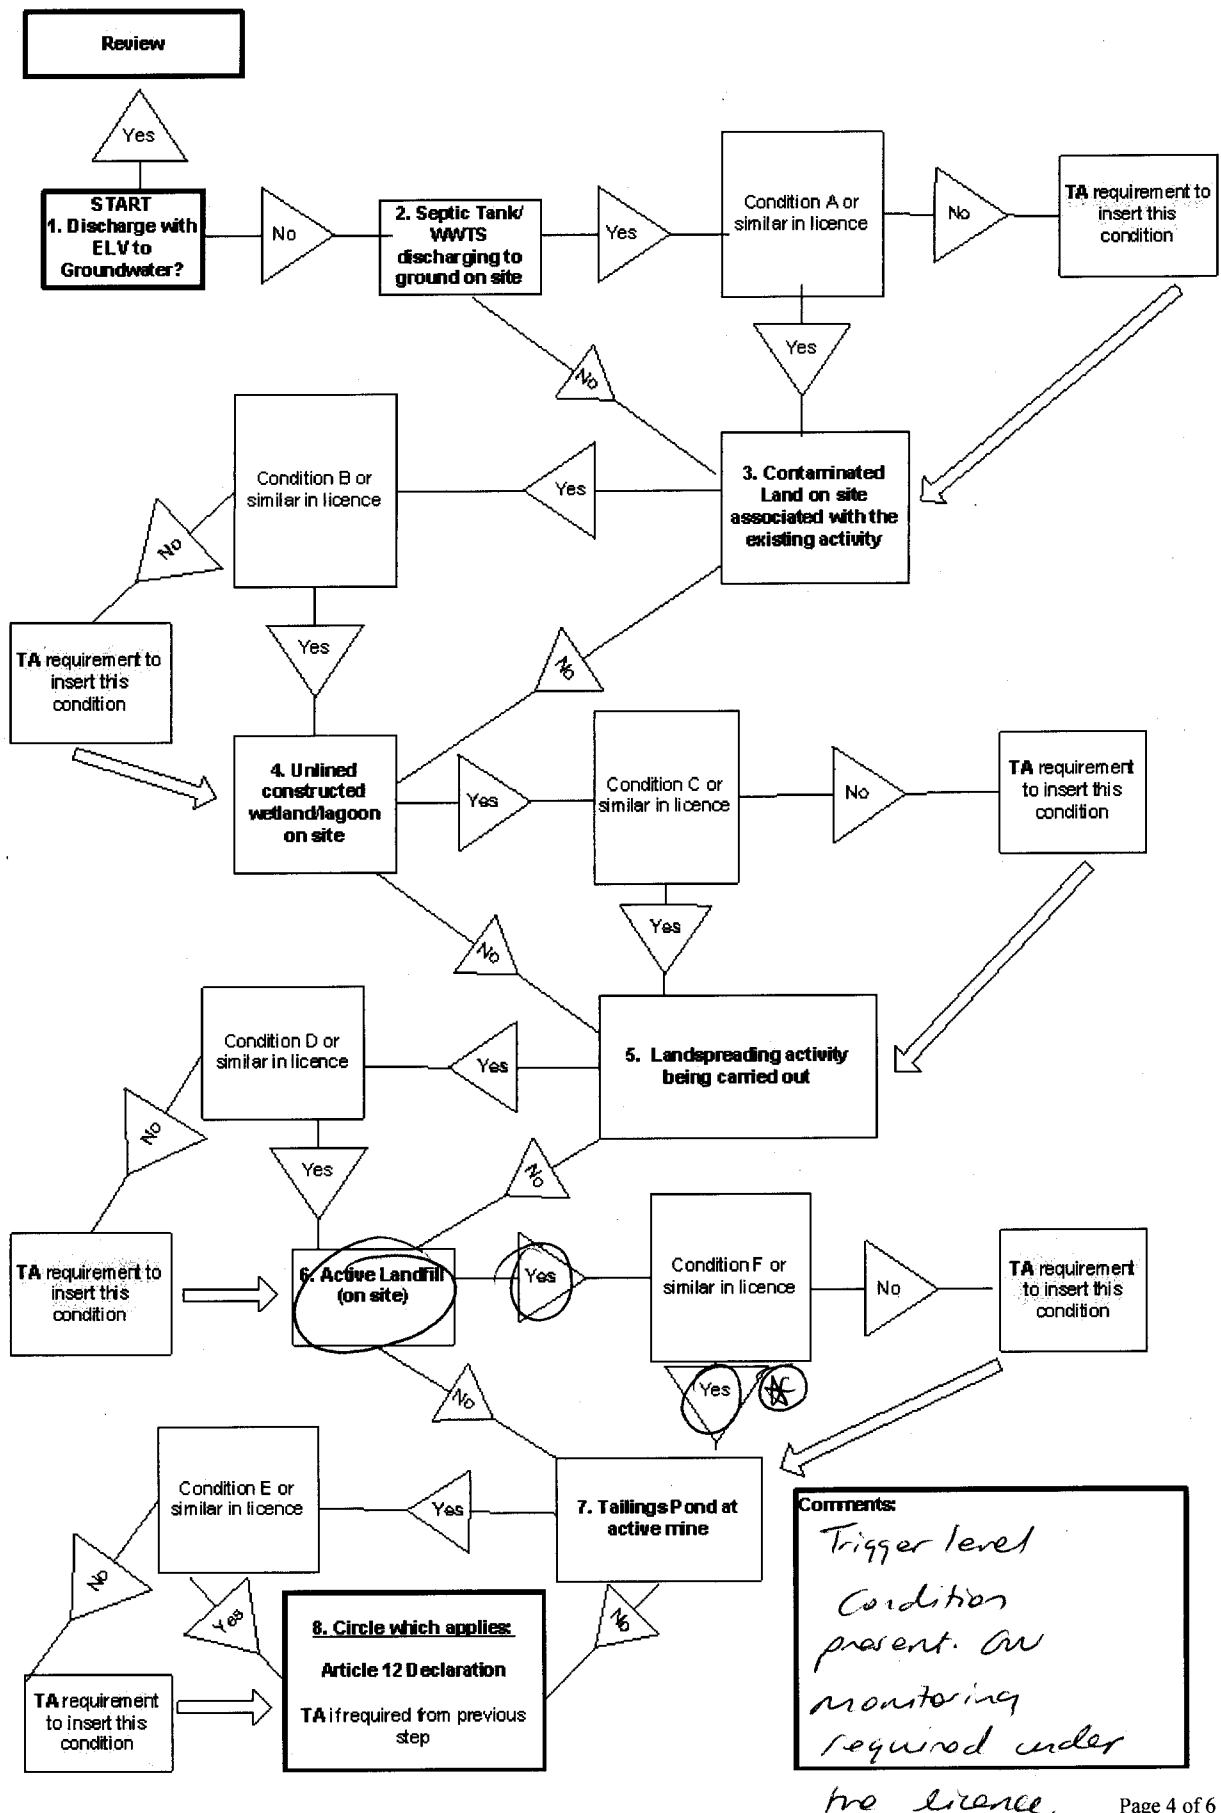 Review
Yes
START
1. Discharge with
ELV to
Groundwater?
No
2. Septic Tank/
WWTS
discharging to
ground on site
Yes
Condition A or
similar in licence
No
TA requirement to
insert this
condition
Yes
No
3. Contaminated
Land on site
associated with the
existing activity
Yes
Condition B or
similar in licence
No
TA requirement to
insert this
condition
Yes
No
4. Unlined
constructed
wetland/lagoon
on site
Yes
Condition C or
similar in licence
No
TA requirement
to insert this
condition
Yes
No
5. Landspreading activity
being carried out
Yes
Condition D or
similar in licence
No
TA requirement to
insert this
condition
Yes
No
6. Active Landfill
(on site)
Yes
Condition F or
similar in licence
No
TA requirement
to insert this
condition
Yes
No
7. Tailings Pond at
active mine
Yes
Condition E or
similar in licence
No
TA requirement
to insert this
condition
Yes
No
8. Circle which applies:
Article 12 Declaration
TA if required from previous
step
Comments:
Trigger level
Condition
present. GW
monitoring
required under
the licence.
Page 4 of 6